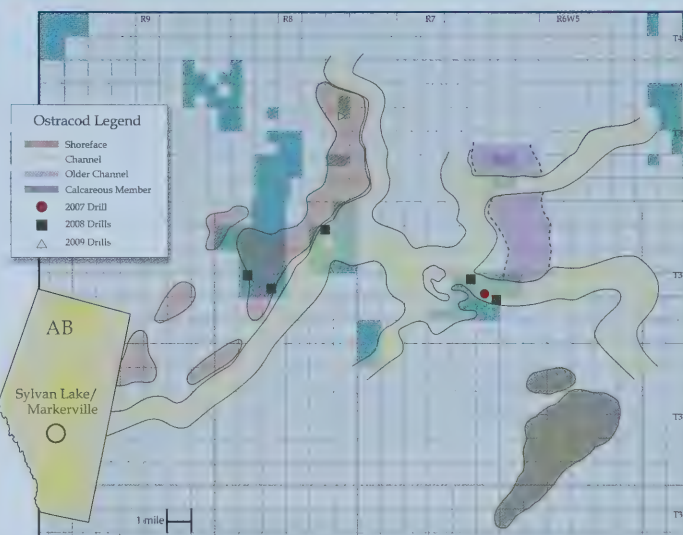 R9 R8 R7 R6W5
T4
Ostracod Legend
Shoreface
Channel
Older Channel
Calcareous Member
2007 Drill
2008 Drills
2009 Drills
T3
AB
Sylvan Lake/
Markerville
T3
1 mile